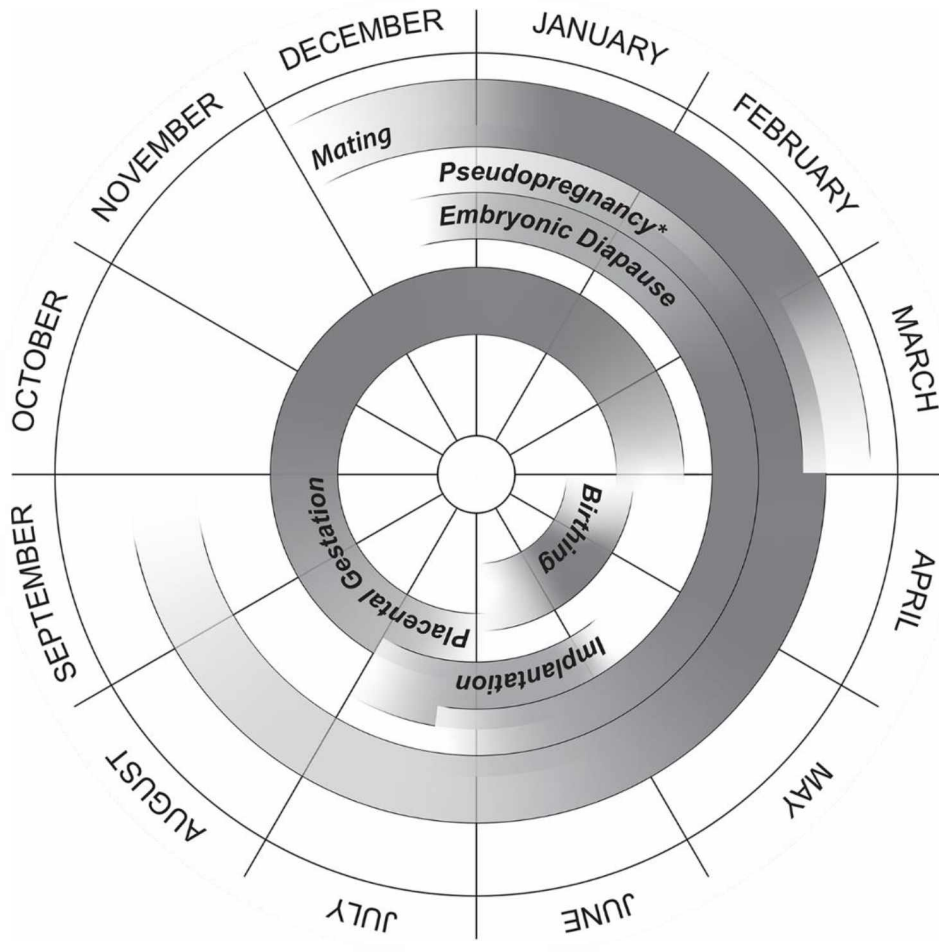 JANUARY
FEBRUARY
MARCH
APRIL
MAY
JUNE
JULY
AUGUST
SEPTEMBER
OCTOBER
NOVEMBER
DECEMBER
Mating
Pseudopregnancy*
Embryonic Diapause
Birthing
Implantation
Placental Gestation